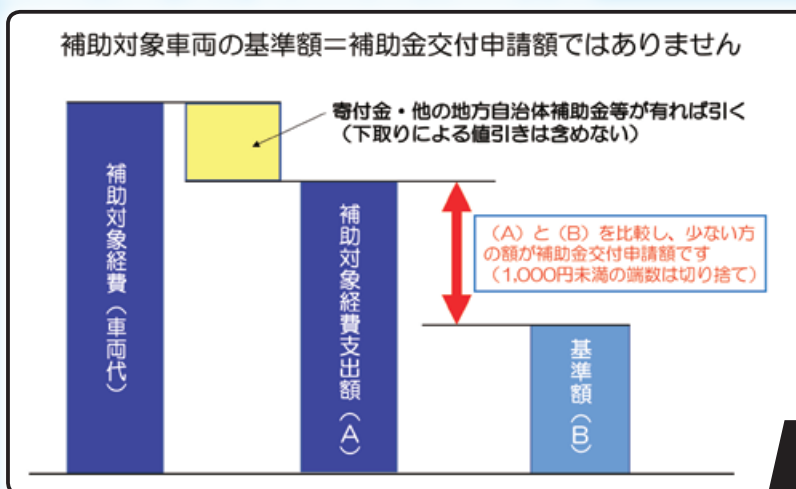 補助対象車両の基準額＝補助金交付申請額ではありません
寄付金・他の地方自治体補助金等が有れば引く
（下取りによる値引きは含めない）
補助対象経費（車両代）
補助対象経費支出額（A）
（A）と（B）を比較し、少ない方
の額が補助金交付申請額です
（1,000円未満の端数は切り捨て）
基準額（B）